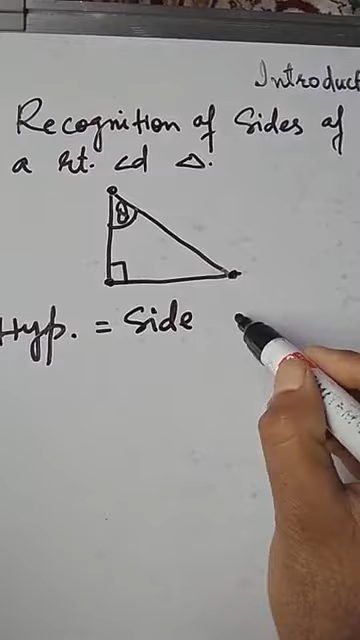 Introduct
Recognition of Sides of
a rt. ∠d △.
θ
Hyp. = Side